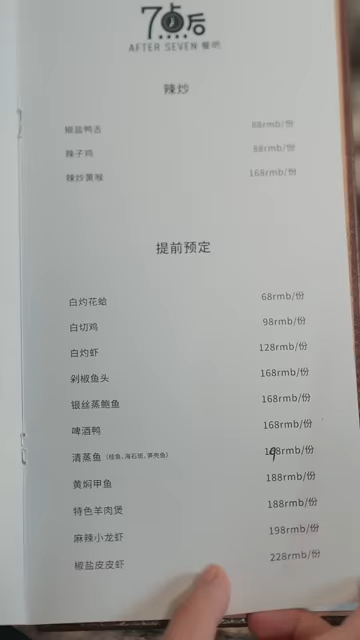 7点后
AFTER SEVEN 餐吧
辣炒
椒盐鸭舌 88rmb/份
辣子鸡 88rmb/份
辣炒黄喉 168rmb/份
提前预定
白灼花蛤 68rmb/份
白切鸡 98rmb/份
白灼虾 128rmb/份
剁椒鱼头 168rmb/份
银丝蒸鲍鱼 168rmb/份
啤酒鸭 168rmb/份
清蒸鱼（桂鱼、海石斑、笋壳鱼） 198rmb/份
黄焖甲鱼 188rmb/份
特色羊肉煲 188rmb/份
麻辣小龙虾 198rmb/份
椒盐皮皮虾 228rmb/份